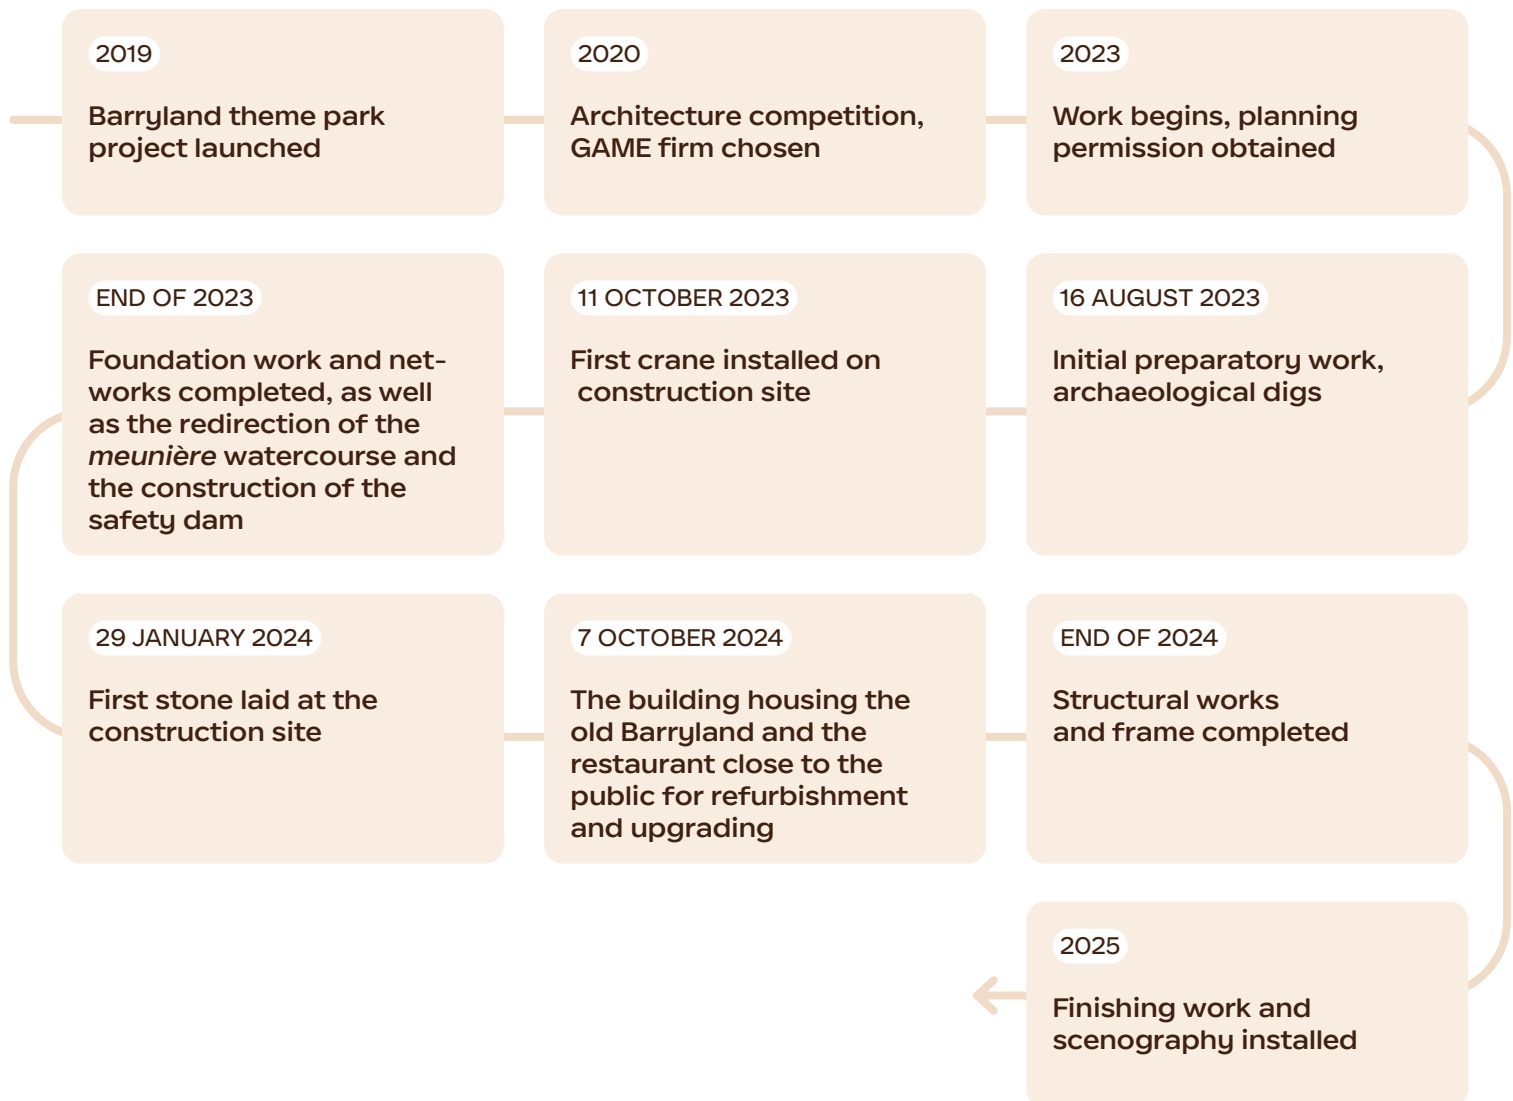 2019
Barryland theme park
project launched
2020
Architecture competition,
GAME firm chosen
2023
Work begins, planning
permission obtained
16 AUGUST 2023
Initial preparatory work,
archaeological digs
11 OCTOBER 2023
First crane installed on
construction site
END OF 2023
Foundation work and net-
works completed, as well
as the redirection of the
meunière watercourse and
the construction of the
safety dam
29 JANUARY 2024
First stone laid at the
construction site
7 OCTOBER 2024
The building housing the
old Barryland and the
restaurant close to the
public for refurbishment
and upgrading
END OF 2024
Structural works
and frame completed
2025
Finishing work and
scenography installed